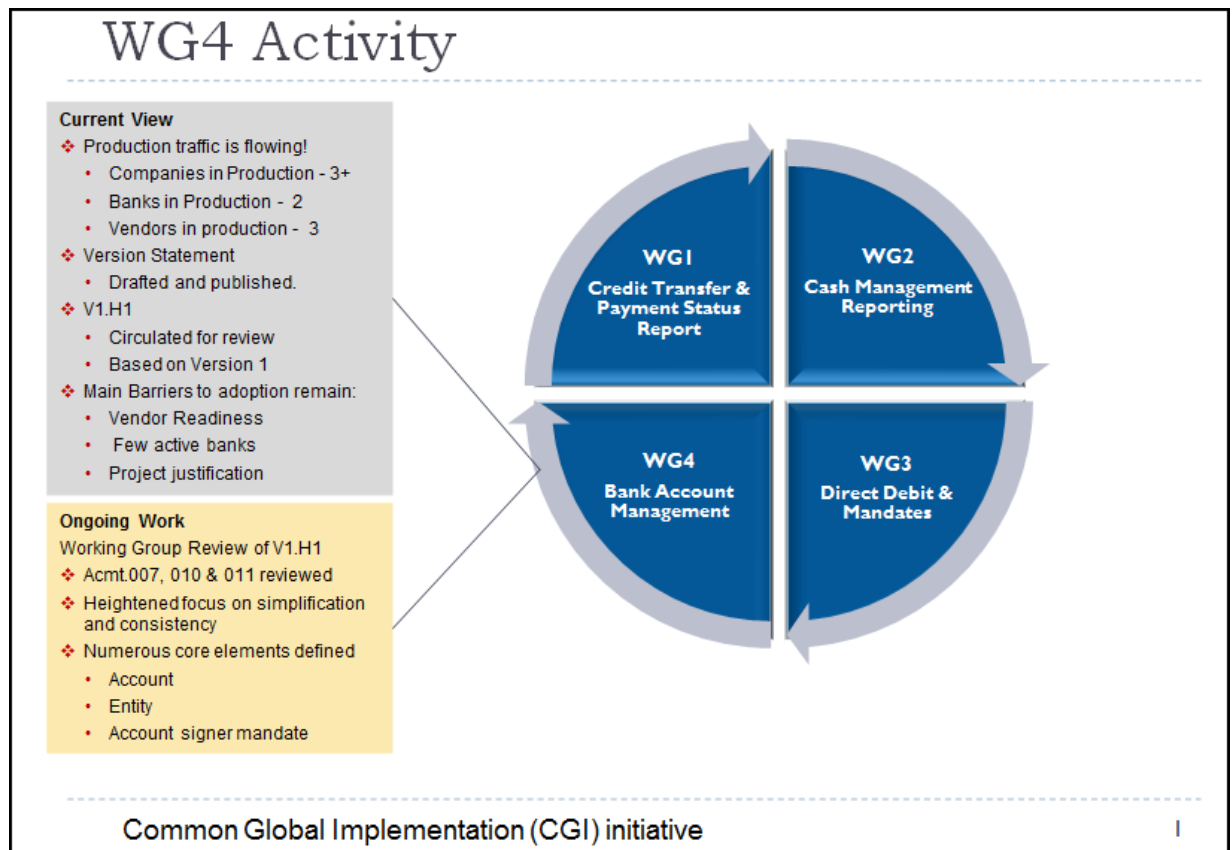 WG4 Activity
Current View
❖ Production traffic is flowing!
• Companies in Production - 3+
• Banks in Production - 2
• Vendors in production - 3
❖ Version Statement
• Drafted and published.
❖ V1.H1
• Circulated for review
• Based on Version 1
❖ Main Barriers to adoption remain:
• Vendor Readiness
• Few active banks
• Project justification
Ongoing Work
Working Group Review of V1.H1
❖ Acmt.007, 010 & 011 reviewed
❖ Heightened focus on simplification
and consistency
❖ Numerous core elements defined
• Account
• Entity
• Account signer mandate
WG1
Credit Transfer &
Payment Status
Report
WG2
Cash Management
Reporting
WG4
Bank Account
Management
WG3
Direct Debit &
Mandates
Common Global Implementation (CGI) initiative
1